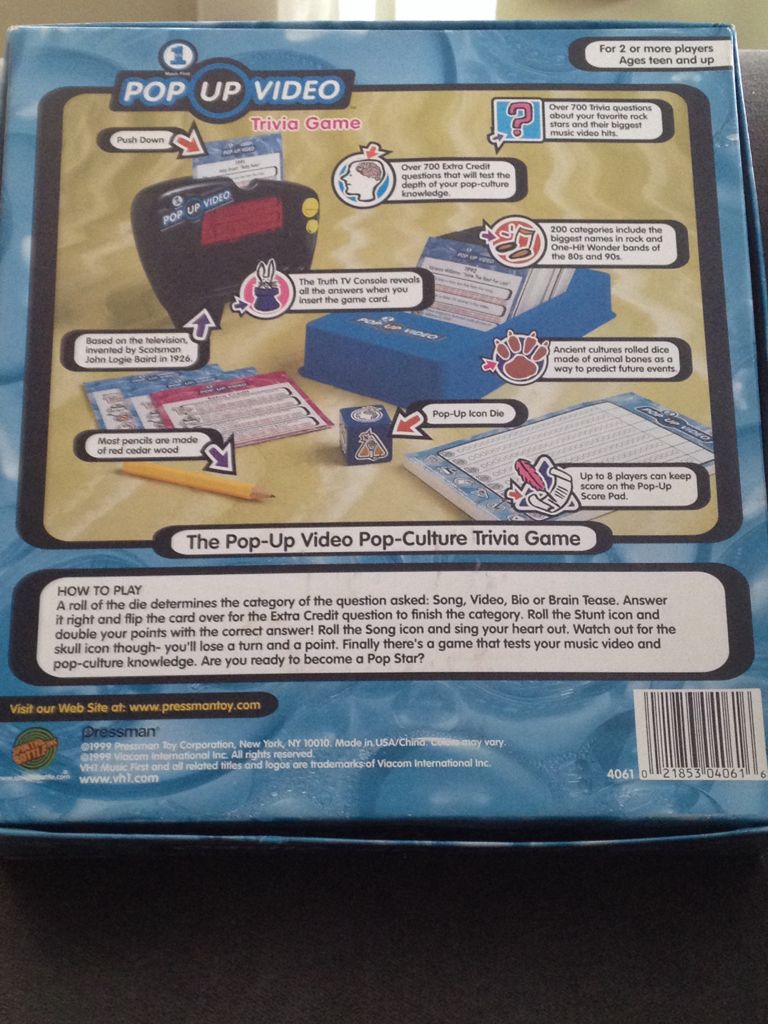 For 2 or more players
Ages teen and up
1
Music First
POP UP VIDEO
Trivia Game
Push Down
Over 700 Trivia questions
about your favorite rock
stars and their biggest
music video hits.
Over 700 Extra Credit
questions that will test the
depth of your pop-culture
knowledge.
POP UP VIDEO
200 categories include the
biggest names in rock and
One-Hit Wonder bands of
the 80s and 90s.
POP UP VIDEO
1992
The Truth TV Console reveals
all the answers when you
insert the game card.
POP UP VIDEO
Based on the television,
invented by Scotsman
John Logie Baird in 1926.
Ancient cultures rolled dice
made of animal bones as a
way to predict future events.
Pop-Up Icon Die
POP UP VIDEO
Most pencils are made
of red cedar wood
Up to 8 players can keep
score on the Pop-Up
Score Pad.
The Pop-Up Video Pop-Culture Trivia Game
HOW TO PLAY
A roll of the die determines the category of the question asked: Song, Video, Bio or Brain Tease. Answer
it right and flip the card over for the Extra Credit question to finish the category. Roll the Stunt icon and
double your points with the correct answer! Roll the Song icon and sing your heart out. Watch out for the
skull icon though- you'll lose a turn and a point. Finally there's a game that tests your music video and
pop-culture knowledge. Are you ready to become a Pop Star?
Visit our Web Site at: www.pressmantoy.com
Pressman®
©1999 Pressman Toy Corporation, New York, NY 10010. Made in USA/China. Colors may vary.
©1999 Viacom International Inc. All rights reserved.
VH1 Music First and all related titles and logos are trademarks of Viacom International Inc.
www.vh1.com
4061 0 21853 04061 6